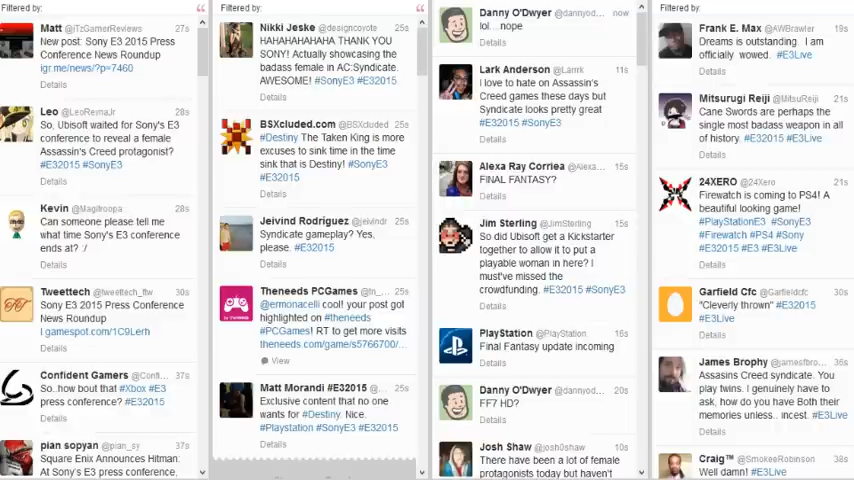 Filtered by:
Matt @iTzGamerReviews 27s
New post: Sony E3 2015 Press
Conference News Roundup
igr.me/news/?p=7460
Details
Leo @LeoRemaJr 28s
So, Ubisoft waited for Sony's E3
conference to reveal a female
Assassin's Creed protagonist?
#E32015 #SonyE3
Details
Kevin @Magilroopa 28s
Can someone please tell me
what time Sony's E3 conference
ends at? :/
Details
Tweettech @tweettech_ftw 30s
Sony E3 2015 Press Conference
News Roundup
l.gamespot.com/1C9Lerh
Details
Confident Gamers @Confi... 37s
So..how bout that #Xbox #E3
press conference? #E32015
Details
pian sopyan @pian_sy 37s
Square Enix Announces Hitman:
At Sony's E3 press conference,
Filtered by:
Nikki Jeske @designcoyote 25s
HAHAHAHAHAHA THANK YOU
SONY! Actually showcasing the
badass female in AC:Syndicate.
AWESOME! #SonyE3 #E32015
Details
BSXcluded.com @BSXcluded 25s
#Destiny The Taken King is more
excuses to sink time in the time
sink that is Destiny! #SonyE3
#E32015
Details
Jeivind Rodriguez @jeivindr 25s
Syndicate gameplay? Yes,
please. #E32015
Details
Theneeds PCGames @tn_... 25s
@ermonacelli cool! your post got
highlighted on #theneeds
#PCGames! RT to get more visits
theneeds.com/game/s5766700/...
View
Matt Morandi #E32015 @... 25s
Exclusive content that no one
wants for #Destiny. Nice.
#Playstation #SonyE3 #E32015
Details
Danny O'Dwyer @dannyod... now
lol....nope
Details
Lark Anderson @Larrrk 11s
I love to hate on Assassin's
Creed games these days but
Syndicate looks pretty great
#E32015 #SonyE3
Details
Alexa Ray Corriea @Alexa... 15s
FINAL FANTASY?
Details
Jim Sterling @JimSterling 15s
So did Ubisoft get a Kickstarter
together to allow it to put a
playable woman in here? I
must've missed the
crowdfunding. #E32015 #SonyE3
Details
PlayStation @PlayStation 16s
Final Fantasy update incoming
Details
Danny O'Dwyer @dannyod... 20s
FF7 HD?
Details
Josh Shaw @josh0shaw 10s
There have been a lot of female
protagonists today but haven't
Filtered by:
Frank E. Max @AWBrawler 19s
Dreams is outstanding. I am
officially wowed. #E3Live
Details
Mitsurugi Reiji @MitsuReiji 21s
Cane Swords are perhaps the
single most badass weapon in all
of history. #E32015 #E3Live
Details
24XERO @24Xero 21s
Firewatch is coming to PS4! A
beautiful looking game!
#PlayStationE3 #SonyE3
#Firewatch #PS4 #Sony
#E32015 #E3 #E3Live
Details
Garfield Cfc @Garfieldcfc 30s
"Cleverly thrown" #E32015
#E3Live
Details
James Brophy @jamesfbro... 36s
Assasins Creed syndicate. You
play twins. I genuinely have to
ask, how do you have Both their
memories unless.. incest. #E3Live
Details
Craig™ @SmokeeRobinson 38s
Well damn! #E3Live